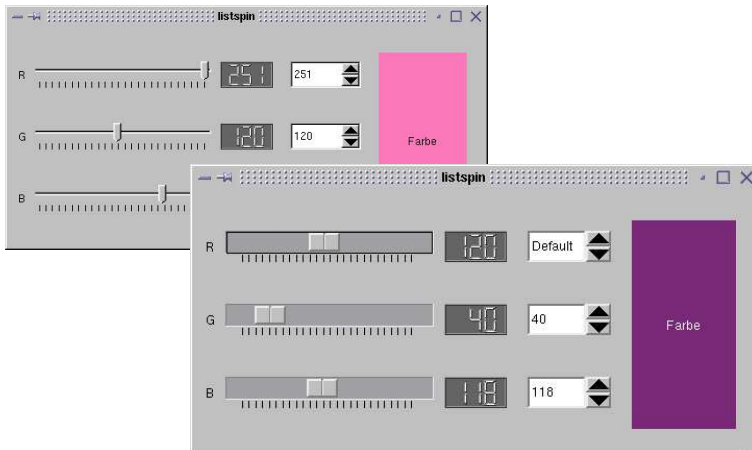 listspin
R 251 251
G 120 120
Farbe
B
listspin
R 120 Default
G 40 40
Farbe
B 118 118